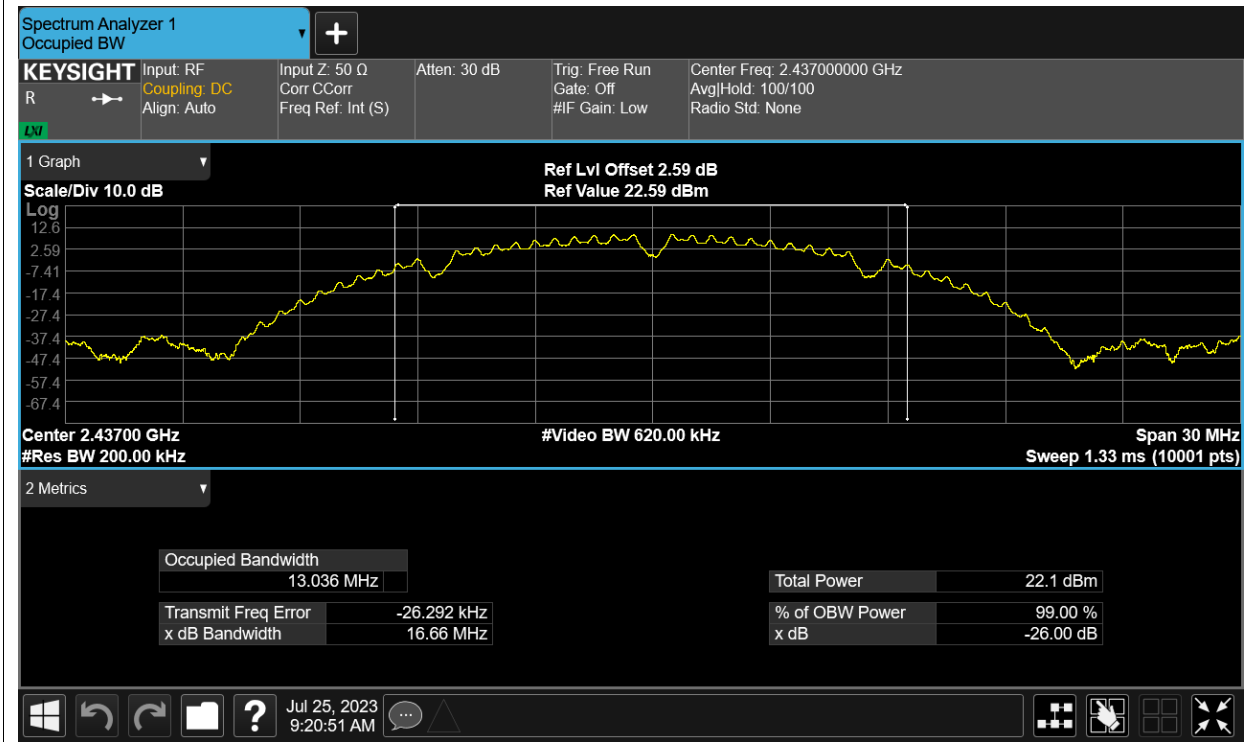 Spectrum Analyzer 1
Occupied BW
KEYSIGHT
R
LXI
Input: RF
Coupling: DC
Align: Auto
Input Z: 50 Ω
Corr CCorr
Freq Ref: Int (S)
Atten: 30 dB
Trig: Free Run
Gate: Off
#IF Gain: Low
Center Freq: 2.437000000 GHz
Avg|Hold: 100/100
Radio Std: None
1 Graph
Scale/Div 10.0 dB
Ref Lvl Offset 2.59 dB
Ref Value 22.59 dBm
Log
12.6
2.59
-7.41
-17.4
-27.4
-37.4
-47.4
-57.4
-67.4
Center 2.43700 GHz
#Video BW 620.00 kHz
Span 30 MHz
#Res BW 200.00 kHz
Sweep 1.33 ms (10001 pts)
2 Metrics
Occupied Bandwidth
13.036 MHz
Total Power 22.1 dBm
Transmit Freq Error -26.292 kHz
% of OBW Power 99.00 %
x dB Bandwidth 16.66 MHz
x dB -26.00 dB
?
Jul 25, 2023
9:20:51 AM